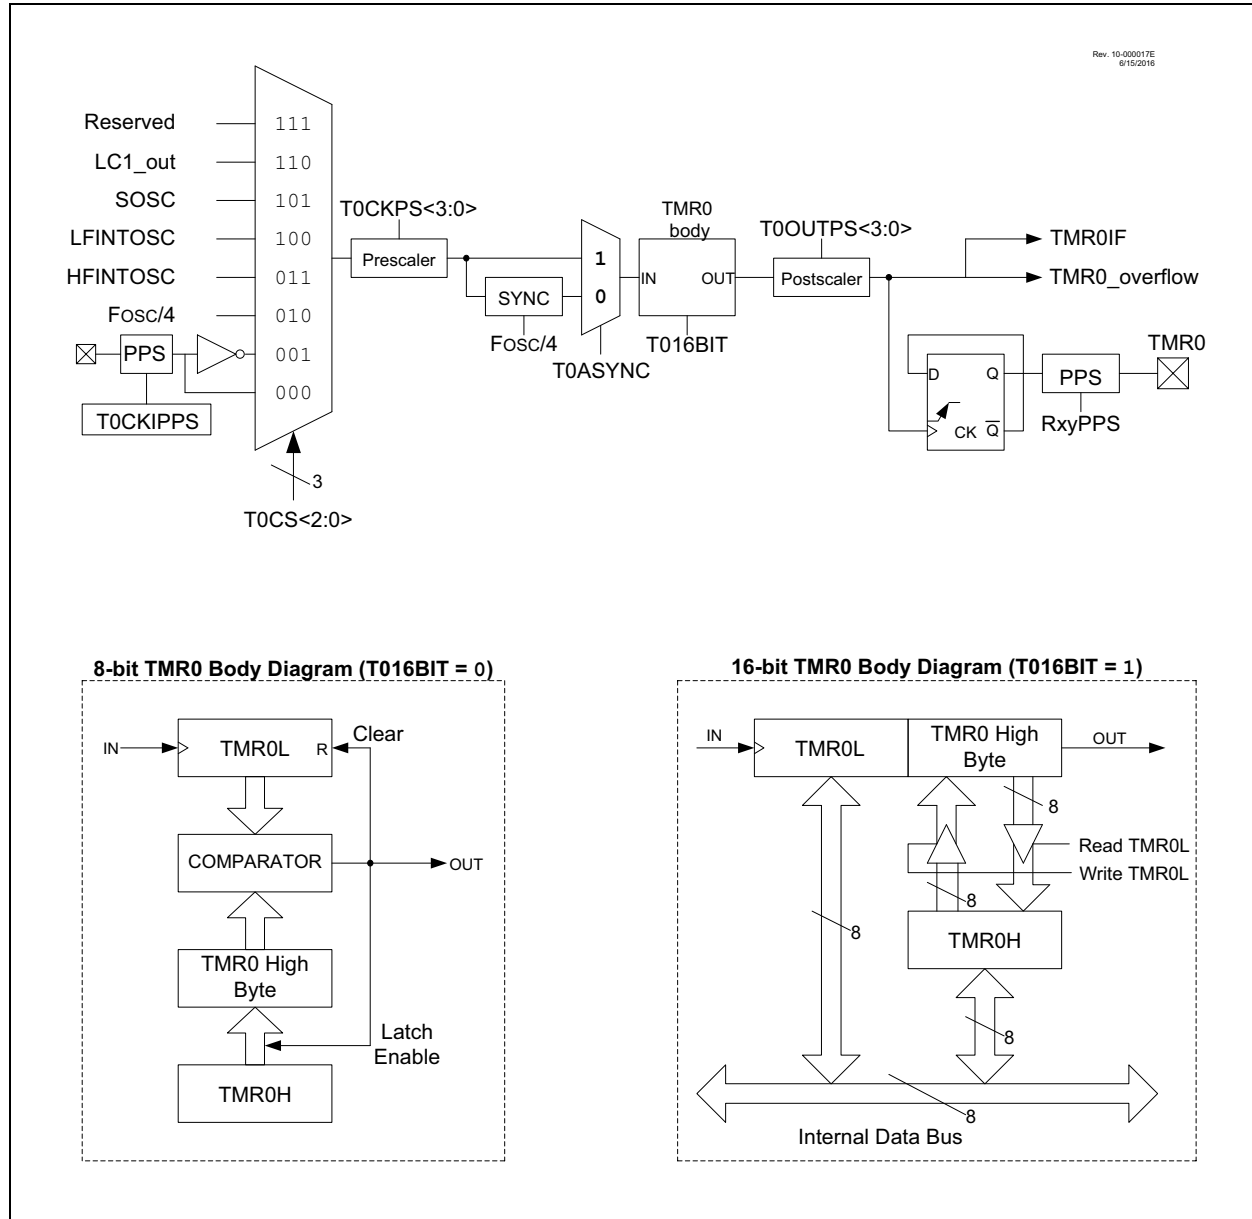 Rev. 10-000017E
6/15/2016
Reserved
111
LC1_out
110
SOSC
101
LFINTOSC
100
HFINTOSC
011
FOSC/4
010
PPS
001
000
T0CKIPPS
3
T0CS<2:0>
T0CKPS<3:0>
Prescaler
SYNC
FOSC/4
1
0
T0ASYNC
TMR0
body
IN
OUT
T016BIT
T0OUTPS<3:0>
Postscaler
TMR0IF
TMR0_overflow
TMR0
D
Q
CK
Q
PPS
RxyPPS
8-bit TMR0 Body Diagram (T016BIT = 0)
IN
TMR0L
R
Clear
COMPARATOR
OUT
TMR0 High
Byte
Latch
Enable
TMR0H
16-bit TMR0 Body Diagram (T016BIT = 1)
IN
TMR0L
TMR0 High
Byte
OUT
8
Read TMR0L
Write TMR0L
8
8
TMR0H
8
8
Internal Data Bus